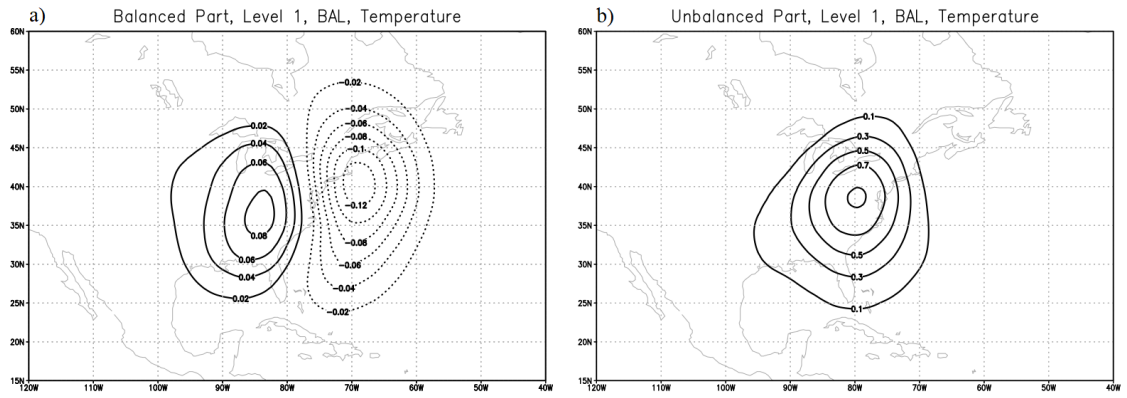 a) Balanced Part, Level 1, BAL, Temperature
60N
55N
50N
45N
40N
35N
30N
25N
20N
15N
120W 110W 100W 90W 80W 70W 60W 50W 40W
0.02
0.04
0.06
0.08
0.06
0.04
0.02
-0.02
-0.04
-0.06
-0.08
-0.1
-0.12
-0.08
-0.06
-0.04
-0.02
b) Unbalanced Part, Level 1, BAL, Temperature
60N
55N
50N
45N
40N
35N
30N
25N
20N
15N
120W 110W 100W 90W 80W 70W 60W 50W 40W
0.1
0.3
0.5
0.7
0.5
0.3
0.1